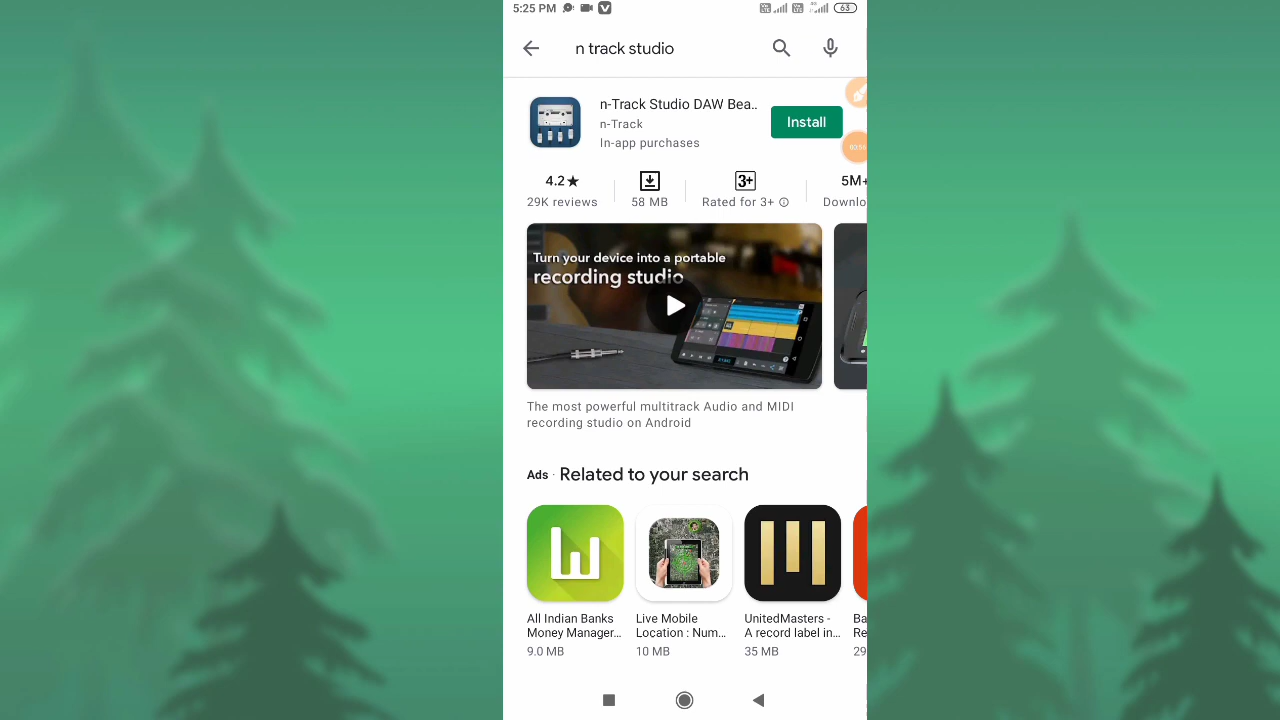 5:25 PM
63
n track studio
n-Track Studio DAW Bea..
n-Track
In-app purchases
Install
4.2★
29K reviews
58 MB
3+
Rated for 3+
5M+
Downlo
Turn your device into a portable
recording studio
The most powerful multitrack Audio and MIDI
recording studio on Android
Ads · Related to your search
All Indian Banks
Money Manager...
9.0 MB
Live Mobile
Location : Num...
10 MB
UnitedMasters -
A record label in...
35 MB
Ba
Re
29